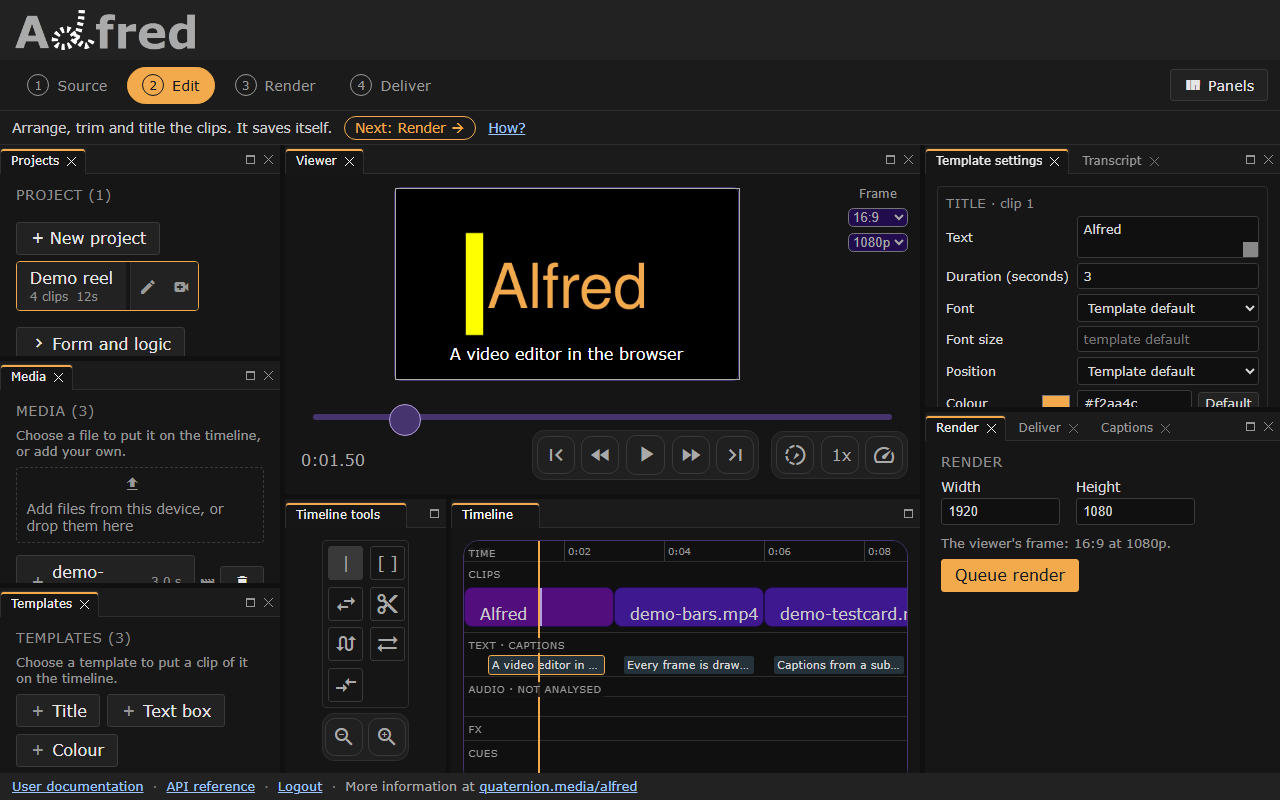 Adfred
1 Source
2 Edit
3 Render
4 Deliver
Panels
Arrange, trim and title the clips. It saves itself.
Next: Render →
How?
Projects
PROJECT (1)
+ New project
Demo reel
4 clips 12s
Form and logic
Media
MEDIA (3)
Choose a file to put it on the timeline,
or add your own.
Add files from this device, or
drop them here
+ demo-
3.0 s
Templates
TEMPLATES (3)
Choose a template to put a clip of it
on the timeline.
+ Title
+ Text box
+ Colour
Viewer
Alfred
A video editor in the browser
Frame
16:9
1080p
0:01.50
1x
Timeline tools
[ ]
Timeline
TIME
0:02
0:04
0:06
0:08
CLIPS
Alfred
demo-bars.mp4
demo-testcard.r
TEXT · CAPTIONS
A video editor in ...
Every frame is draw...
Captions from a sub...
AUDIO · NOT ANALYSED
FX
CUES
Template settings
Transcript
TITLE · clip 1
Text
Alfred
Duration (seconds)
3
Font
Template default
Font size
template default
Position
Template default
Colour
#f2aa4c
Default
Render
Deliver
Captions
RENDER
Width
Height
1920
1080
The viewer's frame: 16:9 at 1080p.
Queue render
User documentation · API reference · Logout · More information at quaternion.media/alfred